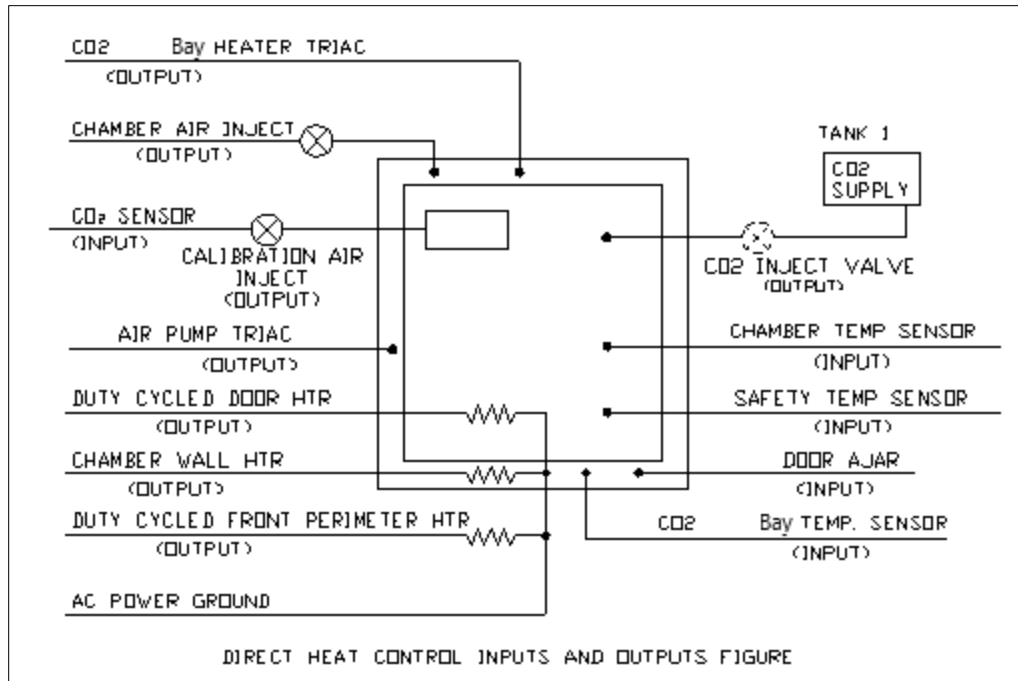 CO2 Bay HEATER TRIAC
(OUTPUT)
CHAMBER AIR INJECT
(OUTPUT)
TANK 1
CO2
SUPPLY
CO2 SENSOR
(INPUT)
CALIBRATION AIR
INJECT
(OUTPUT)
CO2 INJECT VALVE
(OUTPUT)
AIR PUMP TRIAC
(OUTPUT)
CHAMBER TEMP SENSOR
(INPUT)
DUTY CYCLED DOOR HTR
(OUTPUT)
SAFETY TEMP SENSOR
(INPUT)
CHAMBER WALL HTR
(OUTPUT)
DOOR AJAR
(INPUT)
DUTY CYCLED FRONT PERIMETER HTR
(OUTPUT)
CO2 Bay TEMP. SENSOR
(INPUT)
AC POWER GROUND
DIRECT HEAT CONTROL INPUTS AND OUTPUTS FIGURE